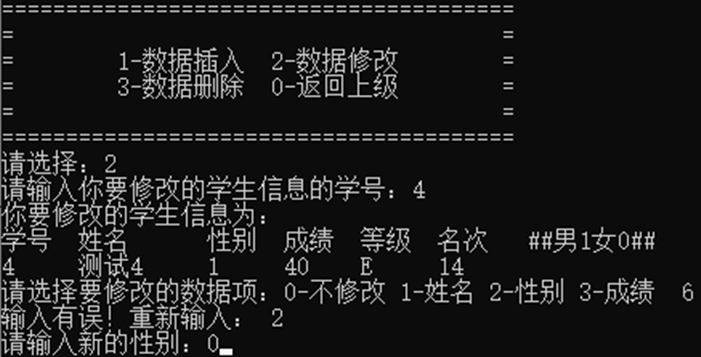 ========================================
=                                      =
=        1-数据插入  2-数据修改        =
=        3-数据删除  0-返回上级        =
=                                      =
========================================
请选择：2
请输入你要修改的学生信息的学号：4
你要修改的学生信息为：
学号  姓名      性别  成绩  等级  名次   ##男1女0##
4     测试4     1     40    E     14
请选择要修改的数据项：0-不修改 1-姓名 2-性别 3-成绩  6
输入有误！重新输入： 2
请输入新的性别：0